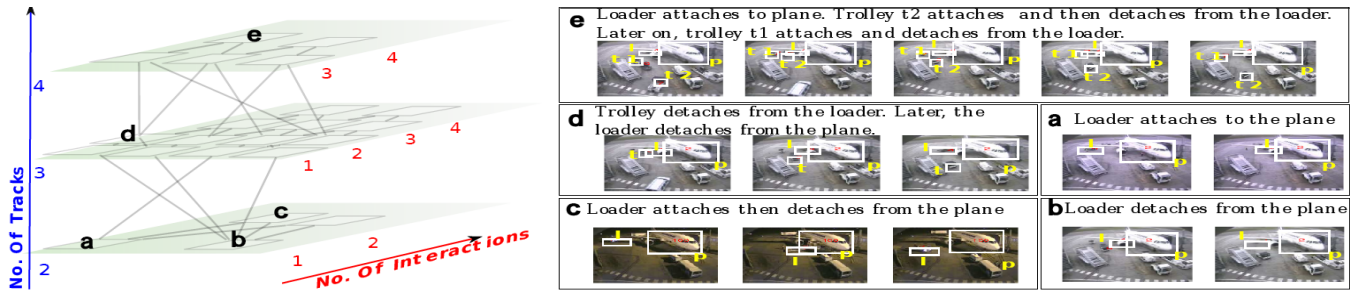 No. Of Tracks
4
3
2
e
4
3
d
4
3
2
1
c
a
b
2
1
No. Of Interactions
e Loader attaches to plane. Trolley t2 attaches and then detaches from the loader.
Later on, trolley t1 attaches and detaches from the loader.
d Trolley detaches from the loader. Later, the
loader detaches from the plane.
a Loader attaches to the plane
c Loader attaches then detaches from the plane
b Loader detaches from the plane